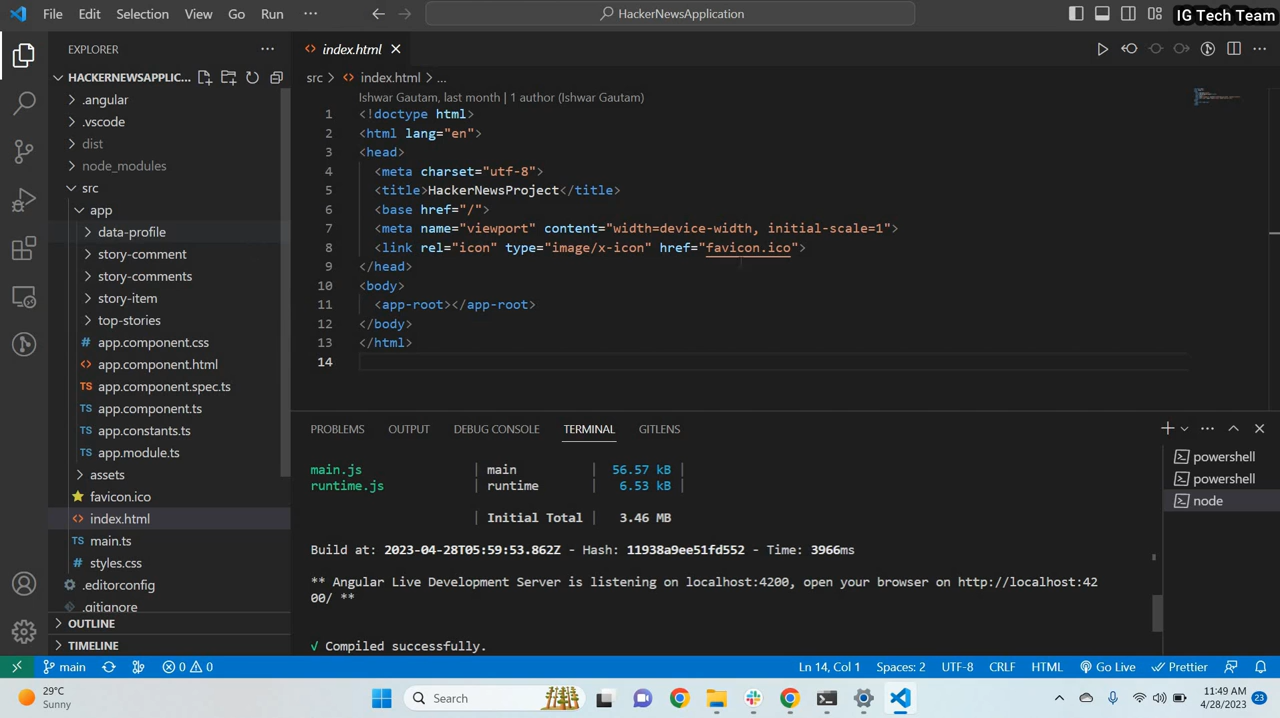 File Edit Selection View Go Run ··· HackerNewsApplication IG Tech Team
EXPLORER ···
HACKERNEWSAPPLIC...
.angular
.vscode
dist
node_modules
src
app
data-profile
story-comment
story-comments
story-item
top-stories
# app.component.css
<> app.component.html
TS app.component.spec.ts
TS app.component.ts
TS app.constants.ts
TS app.module.ts
assets
favicon.ico
<> index.html
TS main.ts
# styles.css
.editorconfig
.gitignore
OUTLINE
TIMELINE
<> index.html
src > <> index.html > ...
Ishwar Gautam, last month | 1 author (Ishwar Gautam)
1 <!doctype html>
2 <html lang="en">
3 <head>
4 <meta charset="utf-8">
5 <title>HackerNewsProject</title>
6 <base href="/">
7 <meta name="viewport" content="width=device-width, initial-scale=1">
8 <link rel="icon" type="image/x-icon" href="favicon.ico">
9 </head>
10 <body>
11 <app-root></app-root>
12 </body>
13 </html>
14
PROBLEMS OUTPUT DEBUG CONSOLE TERMINAL GITLENS
main.js | main | 56.57 kB |
runtime.js | runtime | 6.53 kB |
| Initial Total | 3.46 MB
Build at: 2023-04-28T05:59:53.862Z - Hash: 11938a9ee51fd552 - Time: 3966ms
** Angular Live Development Server is listening on localhost:4200, open your browser on http://localhost:42
00/ **
√ Compiled successfully.
powershell
powershell
node
main 0 0 Ln 14, Col 1 Spaces: 2 UTF-8 CRLF HTML Go Live Prettier
29°C
Sunny
Search
11:49 AM
4/28/2023
23